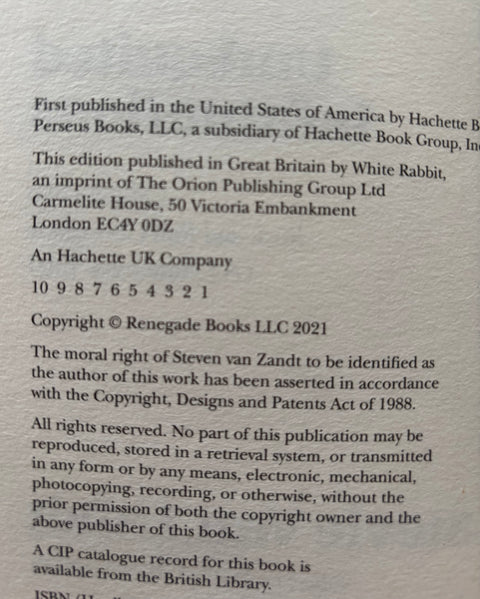 First published in the United States of America by Hachette
Perseus Books, LLC, a subsidiary of Hachette Book Group,
This edition published in Great Britain by White Rabbit,
an imprint of The Orion Publishing Group Ltd
Carmelite House, 50 Victoria Embankment
London EC4Y 0DZ
An Hachette UK Company
10 9 8 7 6 5 4 3 2 1
Copyright © Renegade Books LLC 2021
The moral right of Steven van Zandt to be identified as
the author of this work has been asserted in accordance
with the Copyright, Designs and Patents Act of 1988.
All rights reserved. No part of this publication may be
reproduced, stored in a retrieval system, or transmitted
in any form or by any means, electronic, mechanical,
photocopying, recording, or otherwise, without the
prior permission of both the copyright owner and the
above publisher of this book.
A CIP catalogue record for this book is
available from the British Library.
ISBN